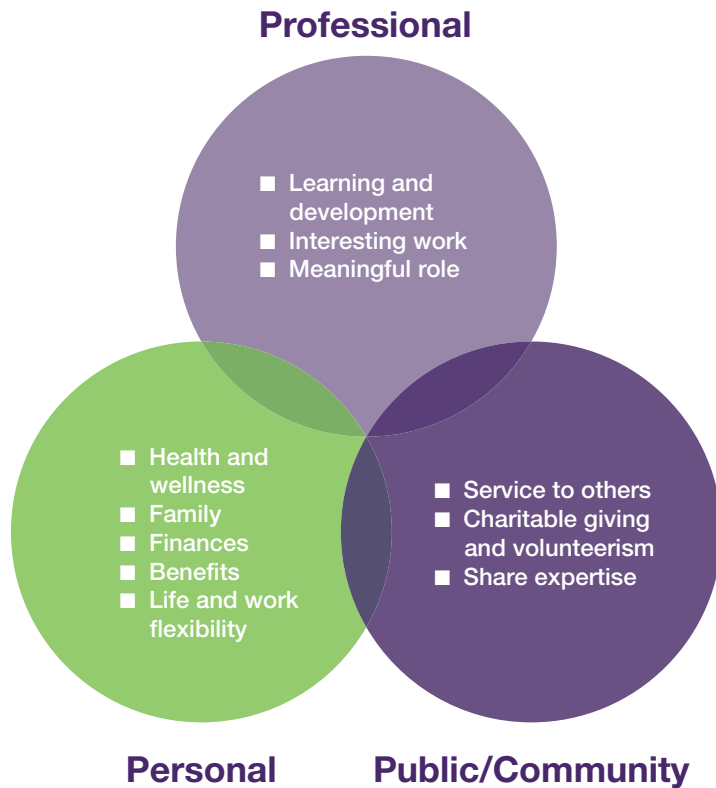 Professional
■ Learning and
development
■ Interesting work
■ Meaningful role
■ Health and
wellness
■ Family
■ Finances
■ Benefits
■ Life and work
flexibility
■ Service to others
■ Charitable giving
and volunteerism
■ Share expertise
Personal
Public/Community